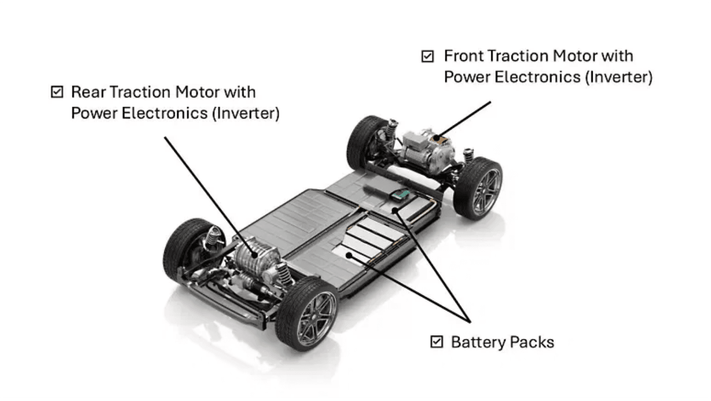 ☑ Front Traction Motor with
Power Electronics (Inverter)
☑ Rear Traction Motor with
Power Electronics (Inverter)
☑ Battery Packs